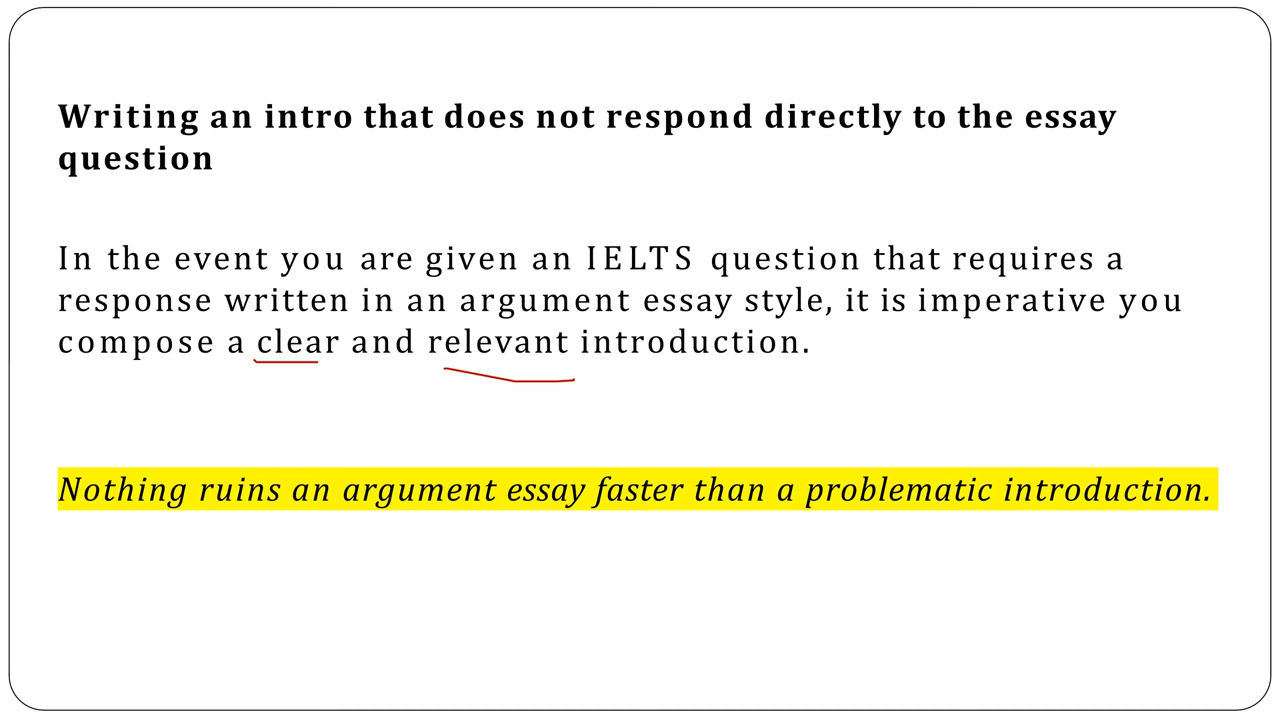 Writing an intro that does not respond directly to the essay
question
In the event you are given an IELTS question that requires a
response written in an argument essay style, it is imperative you
compose a clear and relevant introduction.
Nothing ruins an argument essay faster than a problematic introduction.